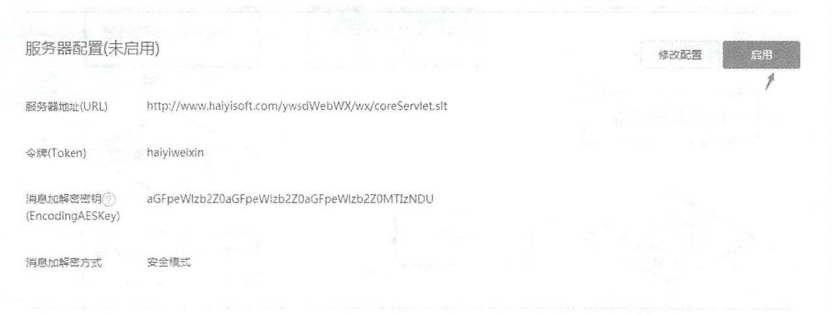 服务器配置(未启用)
修改配置 启用
服务器地址(URL) http://www.haiyisoft.com/ywsdWebWX/wx/coreServlet.slt
令牌(Token) haiyiweixin
消息加解密密钥? aGFpeWlzb2Z0aGFpeWlzb2Z0aGFpeWlzb2Z0MTIzNDU
(EncodingAESKey)
消息加解密方式 安全模式